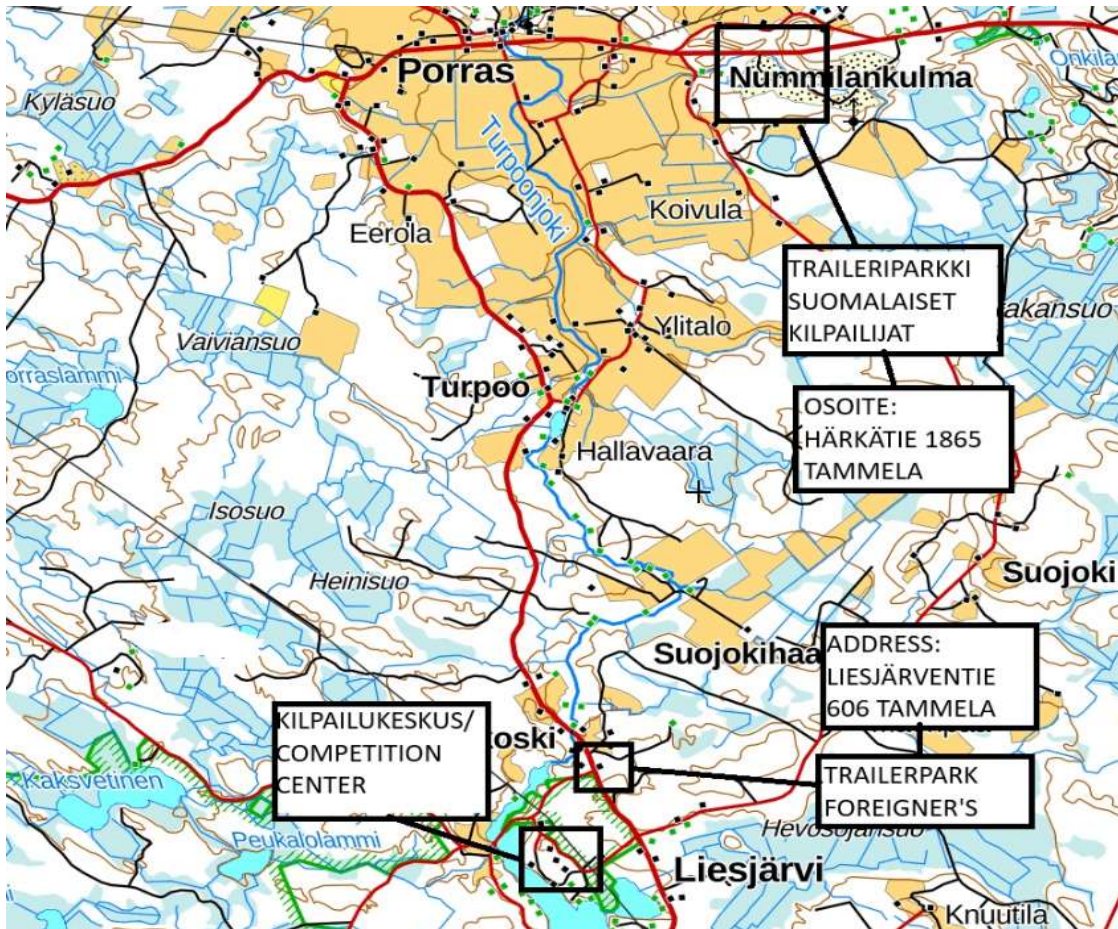 Porras
Nummilankulma
Onkila
Kyläsuo
Turpoonjoki
Koivula
Eerola
TRAILERIPARKKI
SUOMALAISET
KILPAILIJAT
akansuo
Vaiviansuo
Ylitalo
orraslammi
Turpoo
OSOITE:
HÄRKÄTIE 1865
TAMMELA
Hallavaara
Isosuo
Heinisuo
Suojoki
Suojokihaa
ADDRESS:
LIESJÄRVENTIE
606 TAMMELA
KILPAILUKESKUS/
COMPETITION
CENTER
koski
TRAILERPARK
FOREIGNER'S
Kaksvetinen
Peukalolammi
Hevosojansuo
Liesjärvi
Knuutila